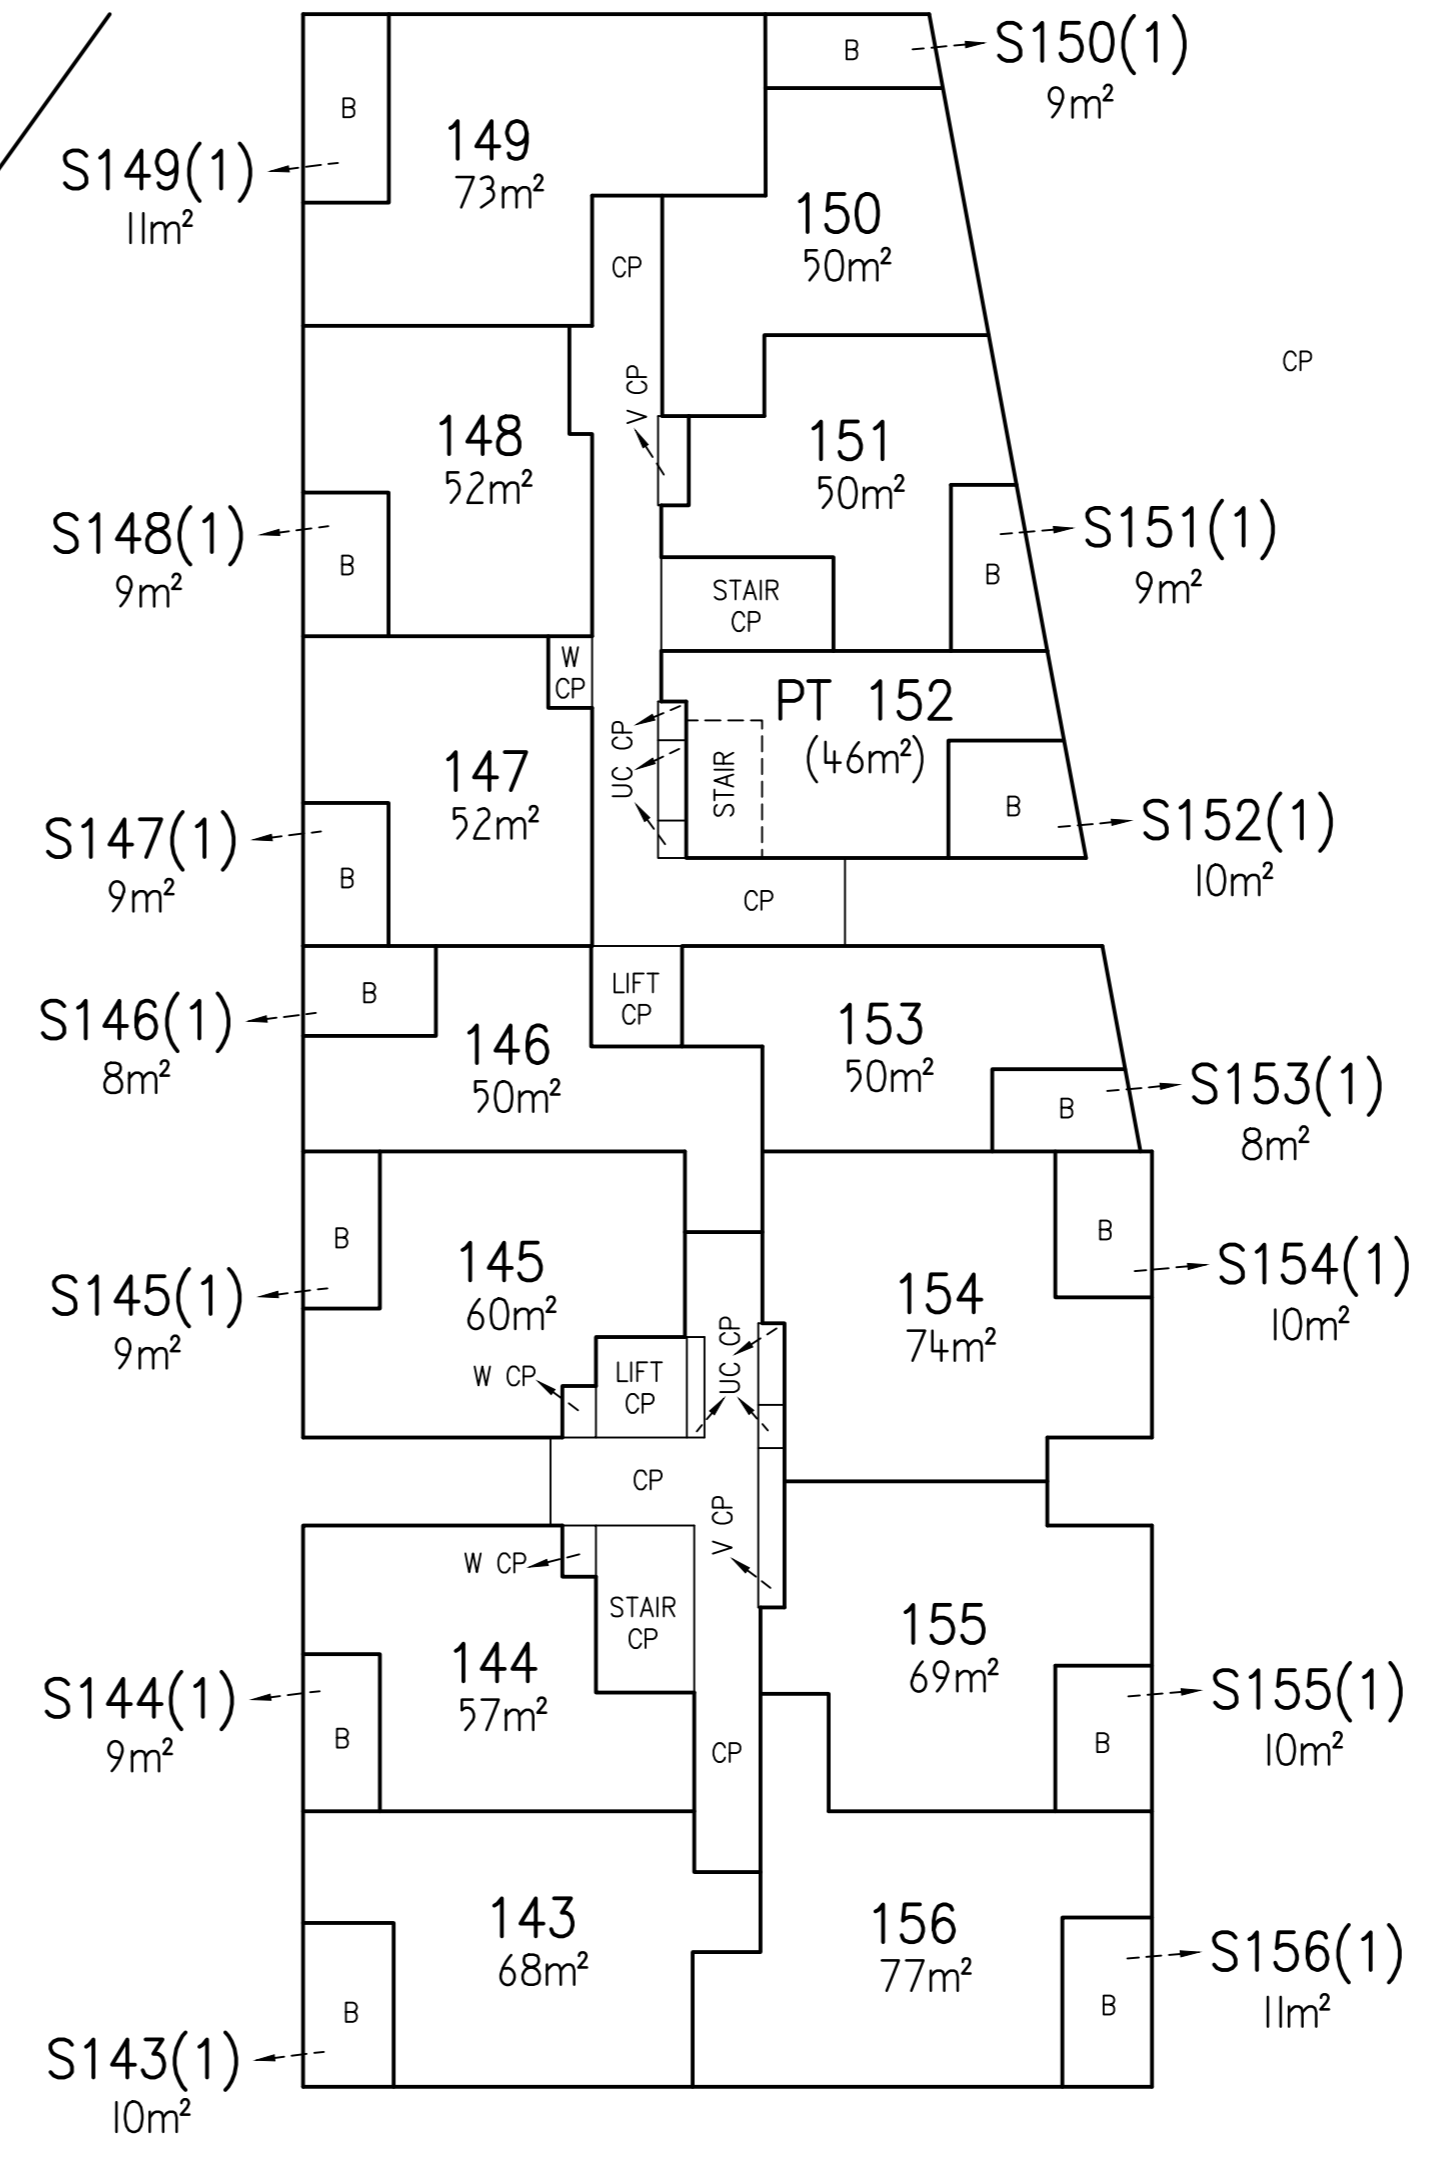 B
S150(1)
9m²
B
149
73m²
S149(1)
11m²
150
50m²
CP
CP
V CP
148
52m²
151
50m²
S148(1)
9m²
B
B
S151(1)
9m²
STAIR
CP
W
CP
PT 152
(46m²)
UC CP
STAIR
147
52m²
B
S152(1)
10m²
S147(1)
9m²
B
CP
LIFT
CP
B
S146(1)
8m²
146
50m²
153
50m²
B
S153(1)
8m²
B
S145(1)
9m²
145
60m²
B
S154(1)
10m²
154
74m²
UC CP
W CP
LIFT
CP
CP
V CP
W CP
STAIR
CP
144
57m²
155
69m²
S144(1)
9m²
B
S155(1)
10m²
B
CP
143
68m²
156
77m²
S156(1)
11m²
B
B
S143(1)
10m²